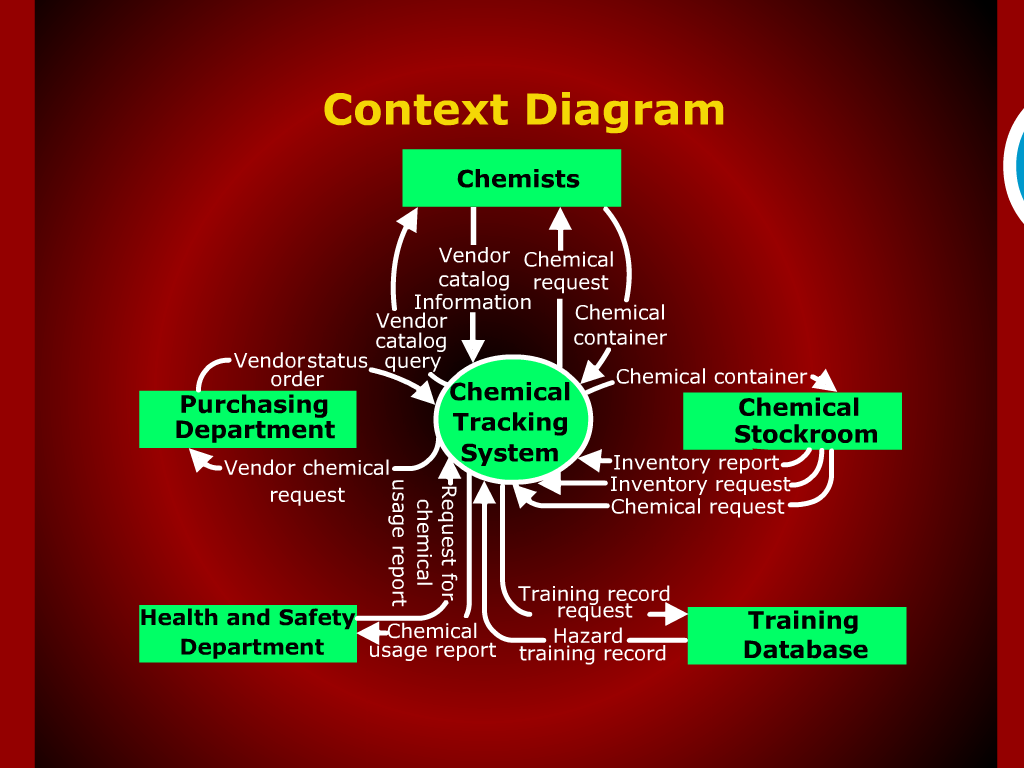 Context Diagram
Chemists
Vendor
catalog
Information
Chemical
request
Vendor
catalog
query
Chemical
container
Vendor status
order
Chemical container
Purchasing
Department
Chemical
Tracking
System
Chemical
Stockroom
Vendor chemical
request
Inventory report
Inventory request
Chemical request
Request for
chemical
usage report
Training record
request
Health and Safety
Department
Chemical
usage report
Hazard
training record
Training
Database